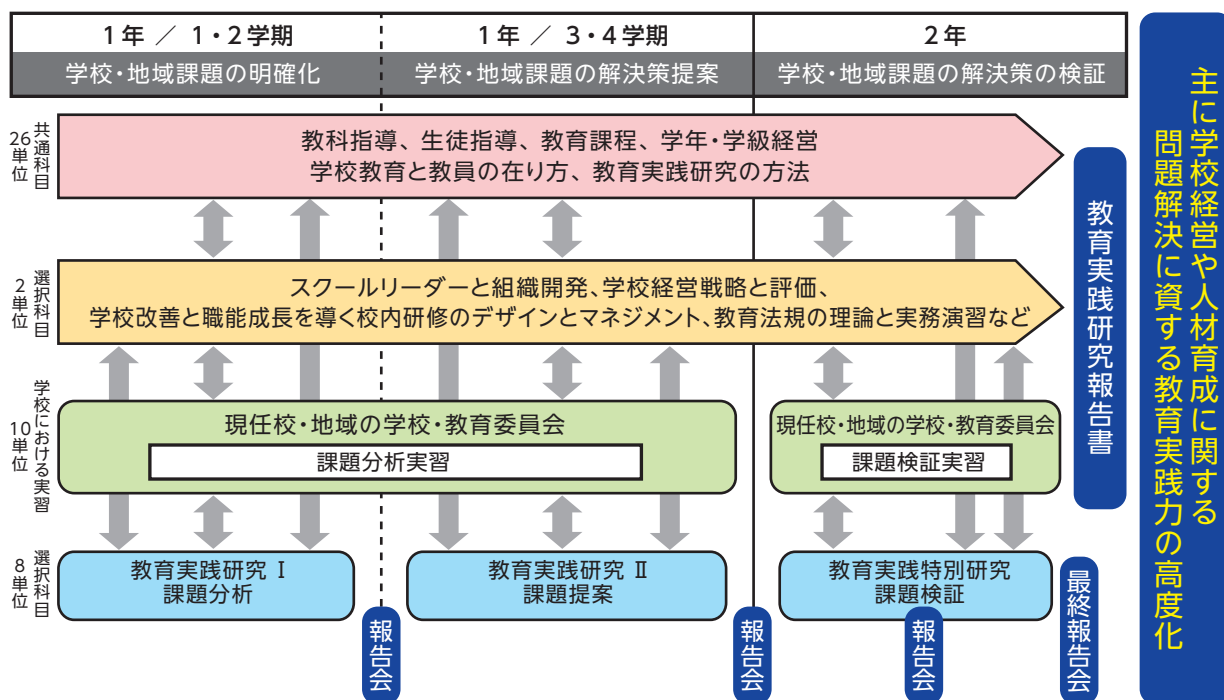 1年 ／ 1・2学期
1年 ／ 3・4学期
2年
学校・地域課題の明確化
学校・地域課題の解決策提案
学校・地域課題の解決策の検証
共通科目
26単位
教科指導、生徒指導、教育課程、学年・学級経営
学校教育と教員の在り方、教育実践研究の方法
選択科目
2単位
スクールリーダーと組織開発、学校経営戦略と評価、
学校改善と職能成長を導く校内研修のデザインとマネジメント、教育法規の理論と実務演習など
学校における実習
10単位
現任校・地域の学校・教育委員会
課題分析実習
現任校・地域の学校・教育委員会
課題検証実習
選択科目
8単位
教育実践研究 Ⅰ
課題分析
教育実践研究 Ⅱ
課題提案
教育実践特別研究
課題検証
報告会
報告会
報告会
最終報告会
教育実践研究報告書
主に学校経営や人材育成に関する
問題解決に資する教育実践力の高度化